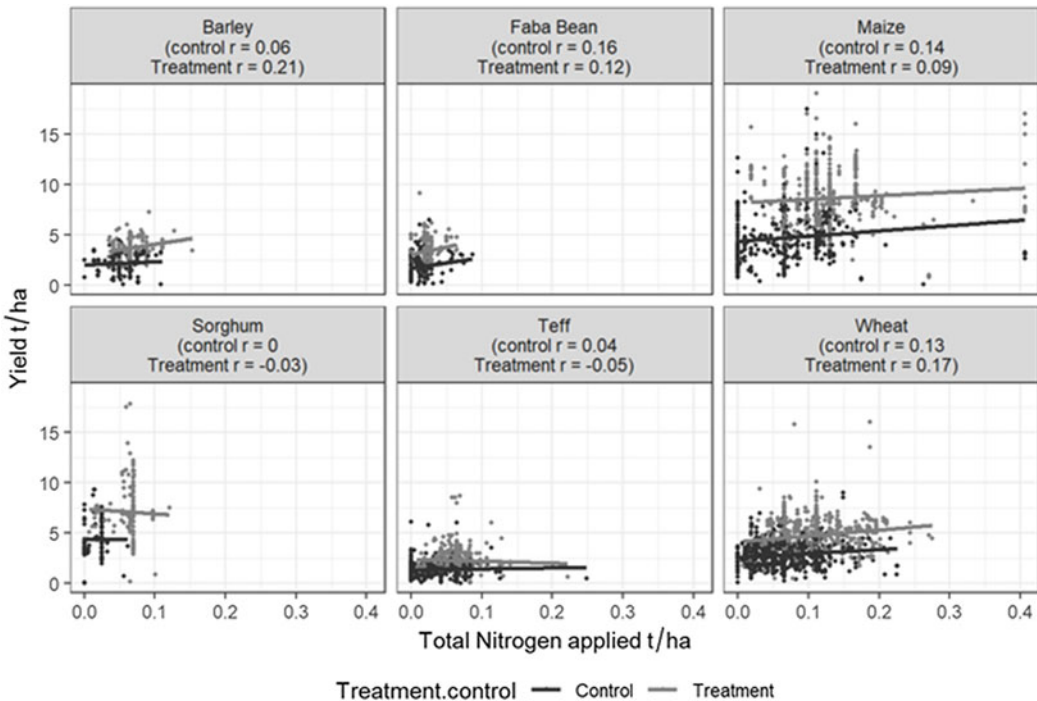 Barley
(control r = 0.06
Treatment r = 0.21)
Faba Bean
(control r = 0.16
Treatment r = 0.12)
Maize
(control r = 0.14
Treatment r = 0.09)
15
10
5
0
Sorghum
(control r = 0
Treatment r = -0.03)
Teff
(control r = 0.04
Treatment r = -0.05)
Wheat
(control r = 0.13
Treatment r = 0.17)
Yield t/ha
15
10
5
0
0.0 0.1 0.2 0.3 0.4
0.0 0.1 0.2 0.3 0.4
0.0 0.1 0.2 0.3 0.4
Total Nitrogen applied t/ha
Treatment.control Control Treatment